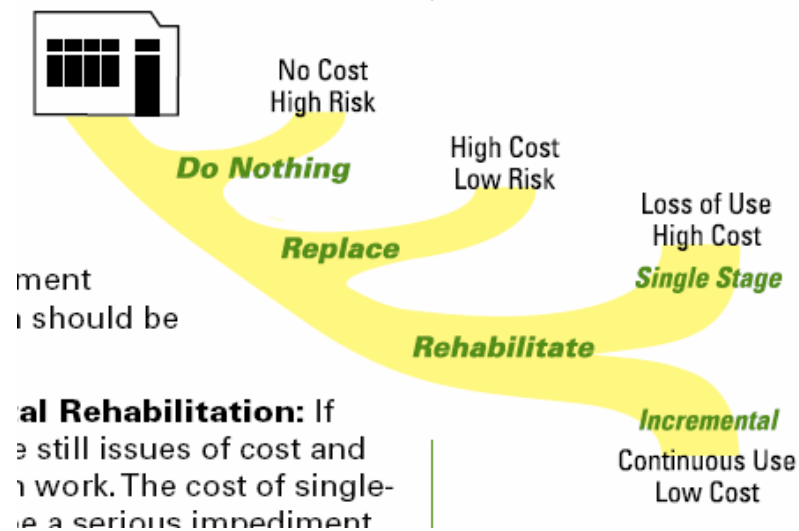 No Cost
High Risk
Do Nothing
High Cost
Low Risk
Replace
Loss of Use
High Cost
Single Stage
Rehabilitate
Incremental
Continuous Use
Low Cost
ment
should be
al Rehabilitation: If
still issues of cost and
work. The cost of single-
a serious impediment